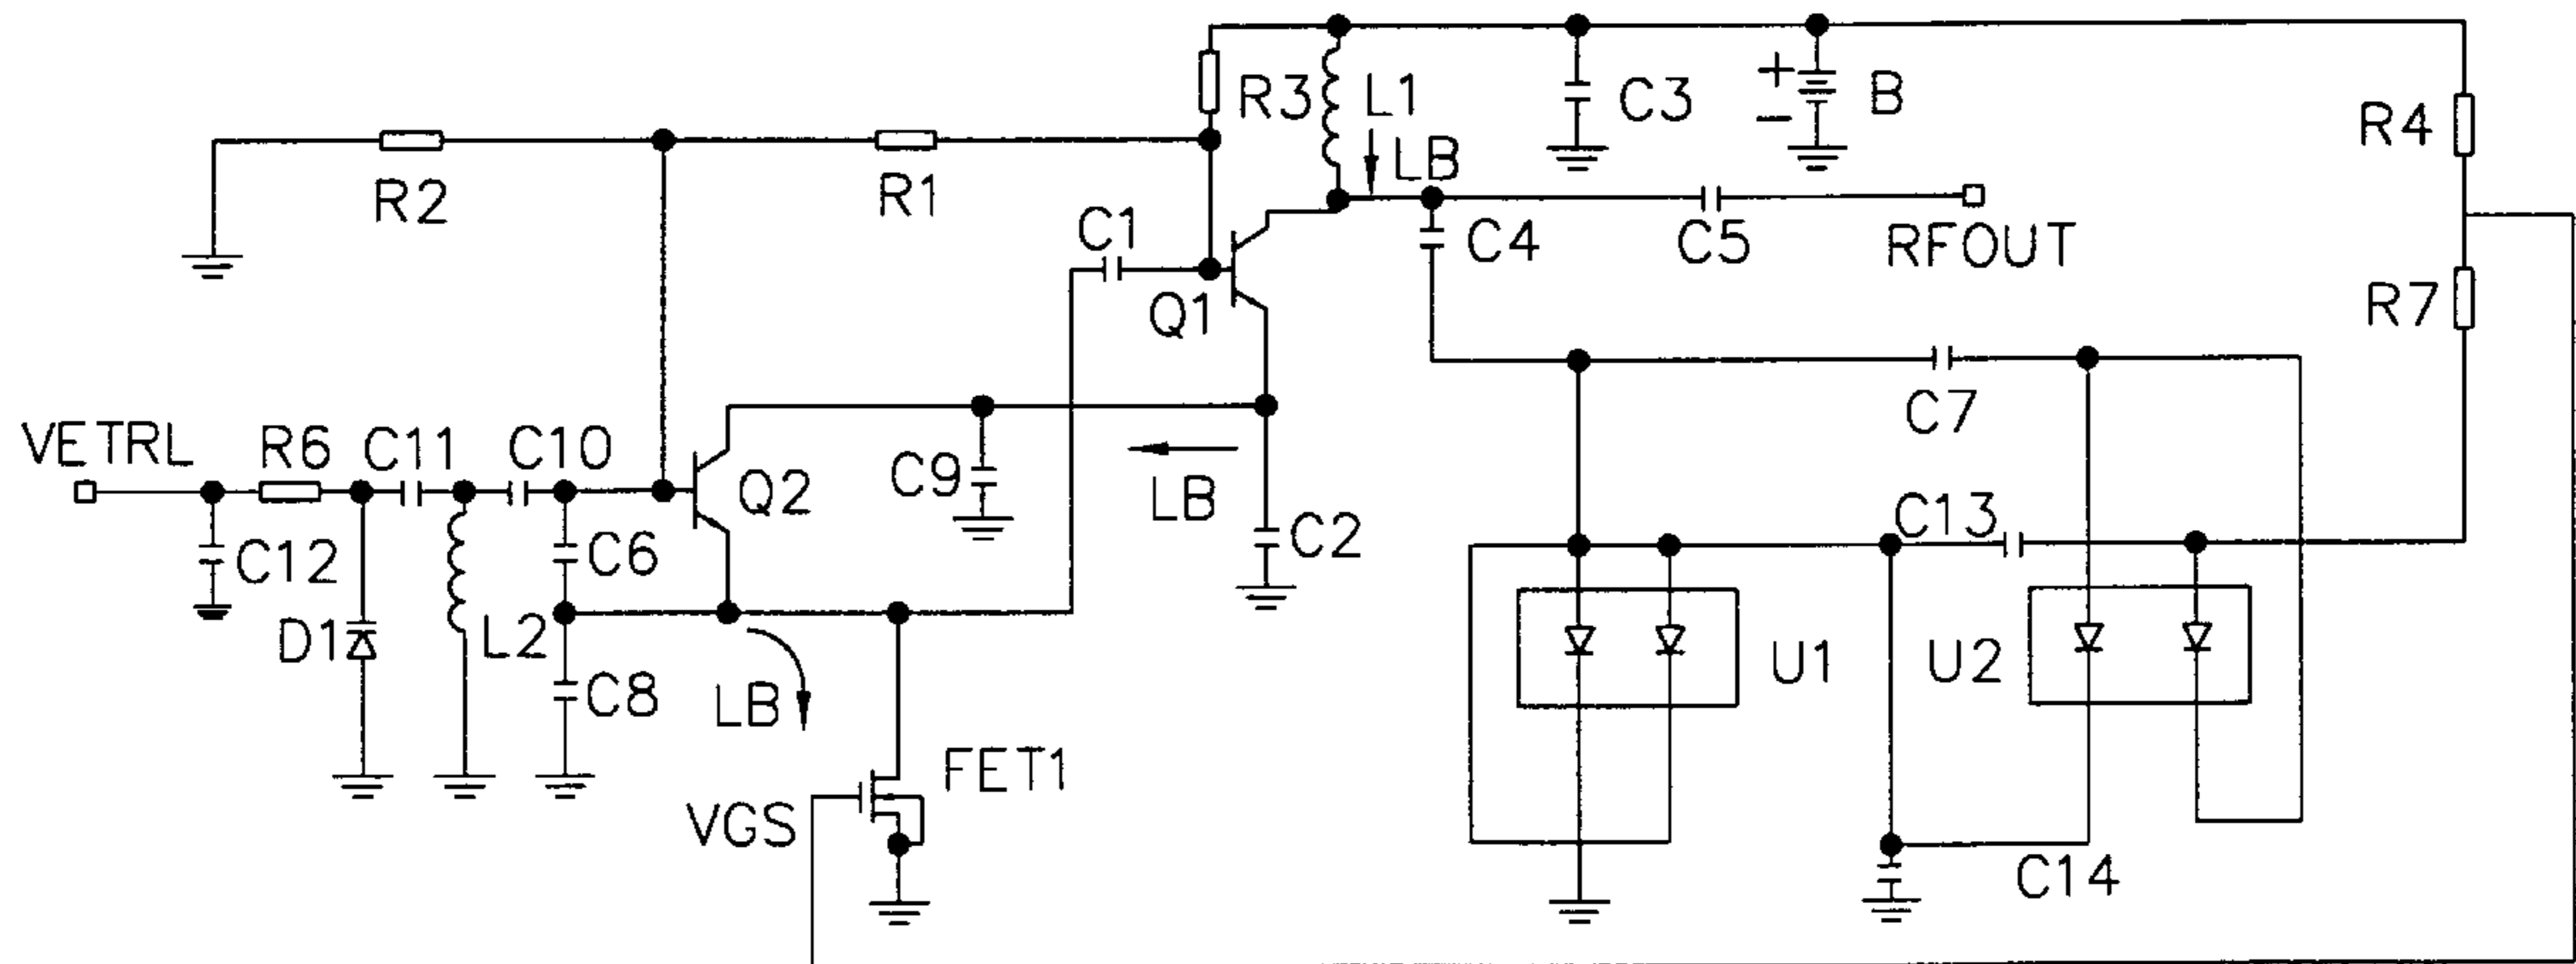 R3
L1
C3
+
−
B
R4
LB
R2
R1
C1
C4
C5
RFOUT
Q1
R7
C7
VETRL
R6
C11
C10
Q2
C9
LB
C2
C13
C12
C6
D1
L2
C8
LB
U1
U2
FET1
VGS
C14